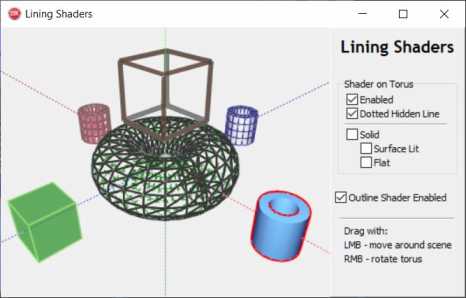 Lining Shaders
Lining Shaders
Shader on Torus
Enabled
Dotted Hidden Line
Solid
Surface Lit
Flat
Outline Shader Enabled
Drag with:
LMB - move around scene
RMB - rotate torus